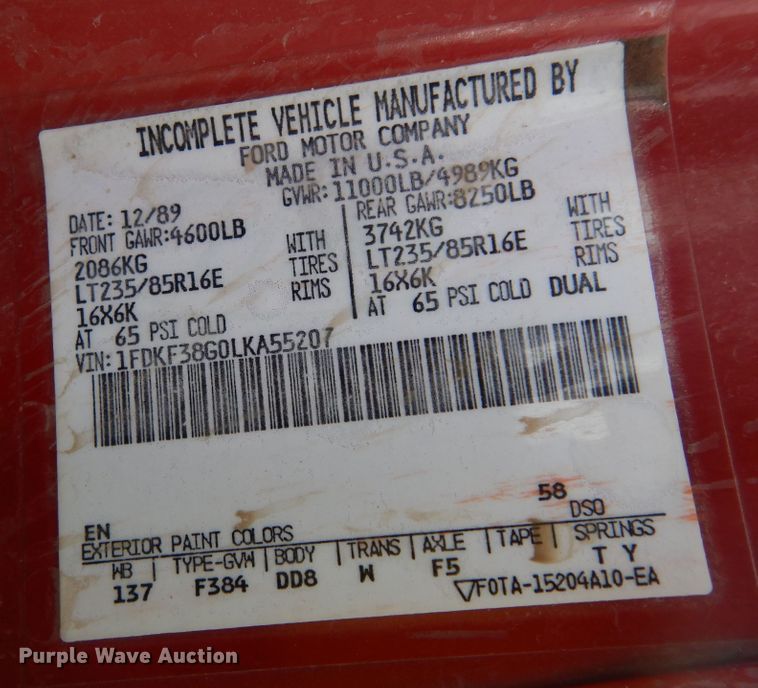 INCOMPLETE VEHICLE MANUFACTURED BY
FORD MOTOR COMPANY
MADE IN U.S.A.
GVWR: 11000LB/4989KG
DATE: 12/89
FRONT GAWR: 4600LB
2086KG WITH
LT235/85R16E TIRES
16X6K RIMS
AT 65 PSI COLD
REAR GAWR: 8250LB
3742KG WITH
LT235/85R16E TIRES
16X6K RIMS
AT 65 PSI COLD DUAL
VIN: 1FDKF38G0LKA55207
EN
EXTERIOR PAINT COLORS
58
DSO
WB | TYPE-GVW | BODY | TRANS | AXLE | TAPE | SPRINGS
137 F384 DD8 W F5 T Y
F0TA-15204A10-EA
Purple Wave Auction